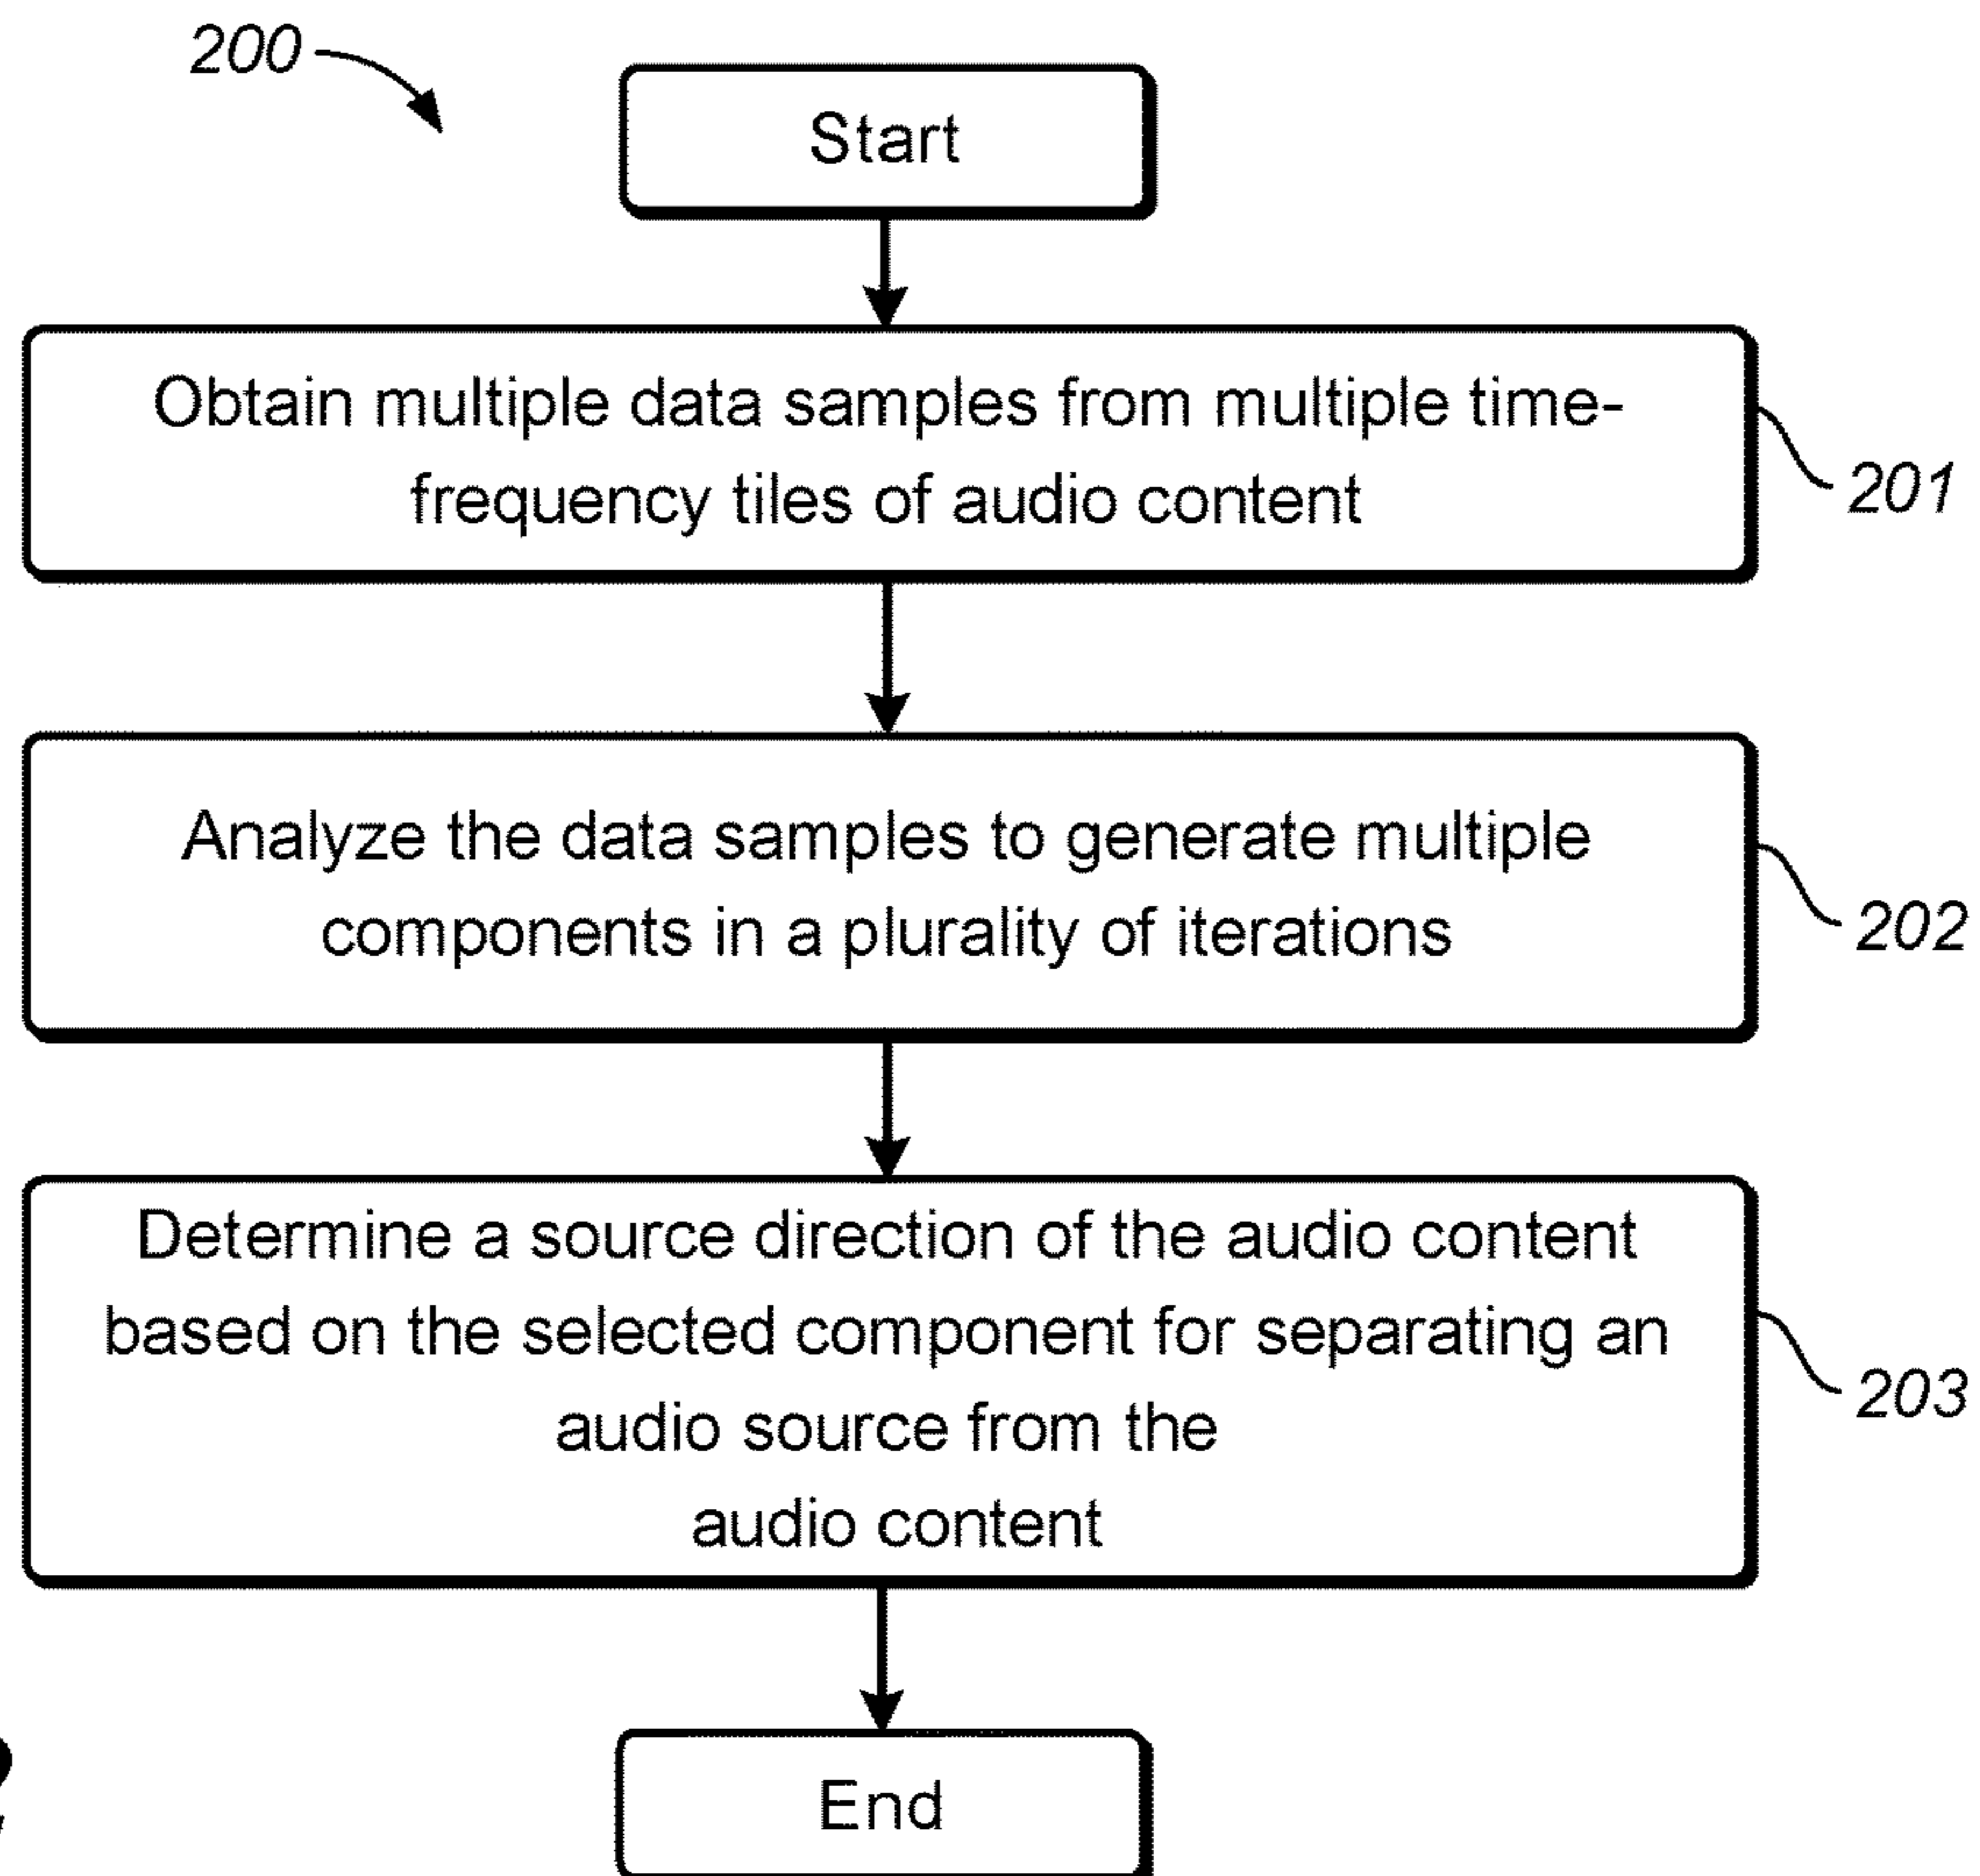 200
Start
Obtain multiple data samples from multiple time-
frequency tiles of audio content
201
Analyze the data samples to generate multiple
components in a plurality of iterations
202
Determine a source direction of the audio content
based on the selected component for separating an
audio source from the
audio content
203
End